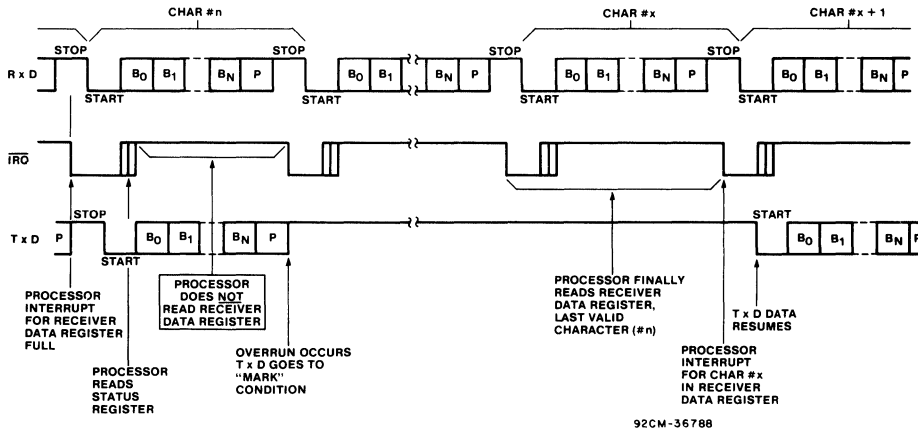 CHAR #n
CHAR #x
CHAR #x + 1
STOP
STOP
STOP
STOP
R x D
B0
B1
BN
P
B0
B1
BN
P
B0
B1
BN
P
B0
B1
BN
P
START
START
START
START
IRQ
STOP
START
T x D
P
B0
B1
BN
P
B0
B1
BN
P
START
PROCESSOR
INTERRUPT
FOR RECEIVER
DATA REGISTER
FULL
PROCESSOR
READS
STATUS
REGISTER
PROCESSOR
DOES NOT
READ RECEIVER
DATA REGISTER
OVERRUN OCCURS
T x D GOES TO
"MARK"
CONDITION
PROCESSOR FINALLY
READS RECEIVER
DATA REGISTER,
LAST VALID
CHARACTER (#n)
PROCESSOR
INTERRUPT
FOR CHAR #x
IN RECEIVER
DATA REGISTER
T x D DATA
RESUMES
92CM-36788